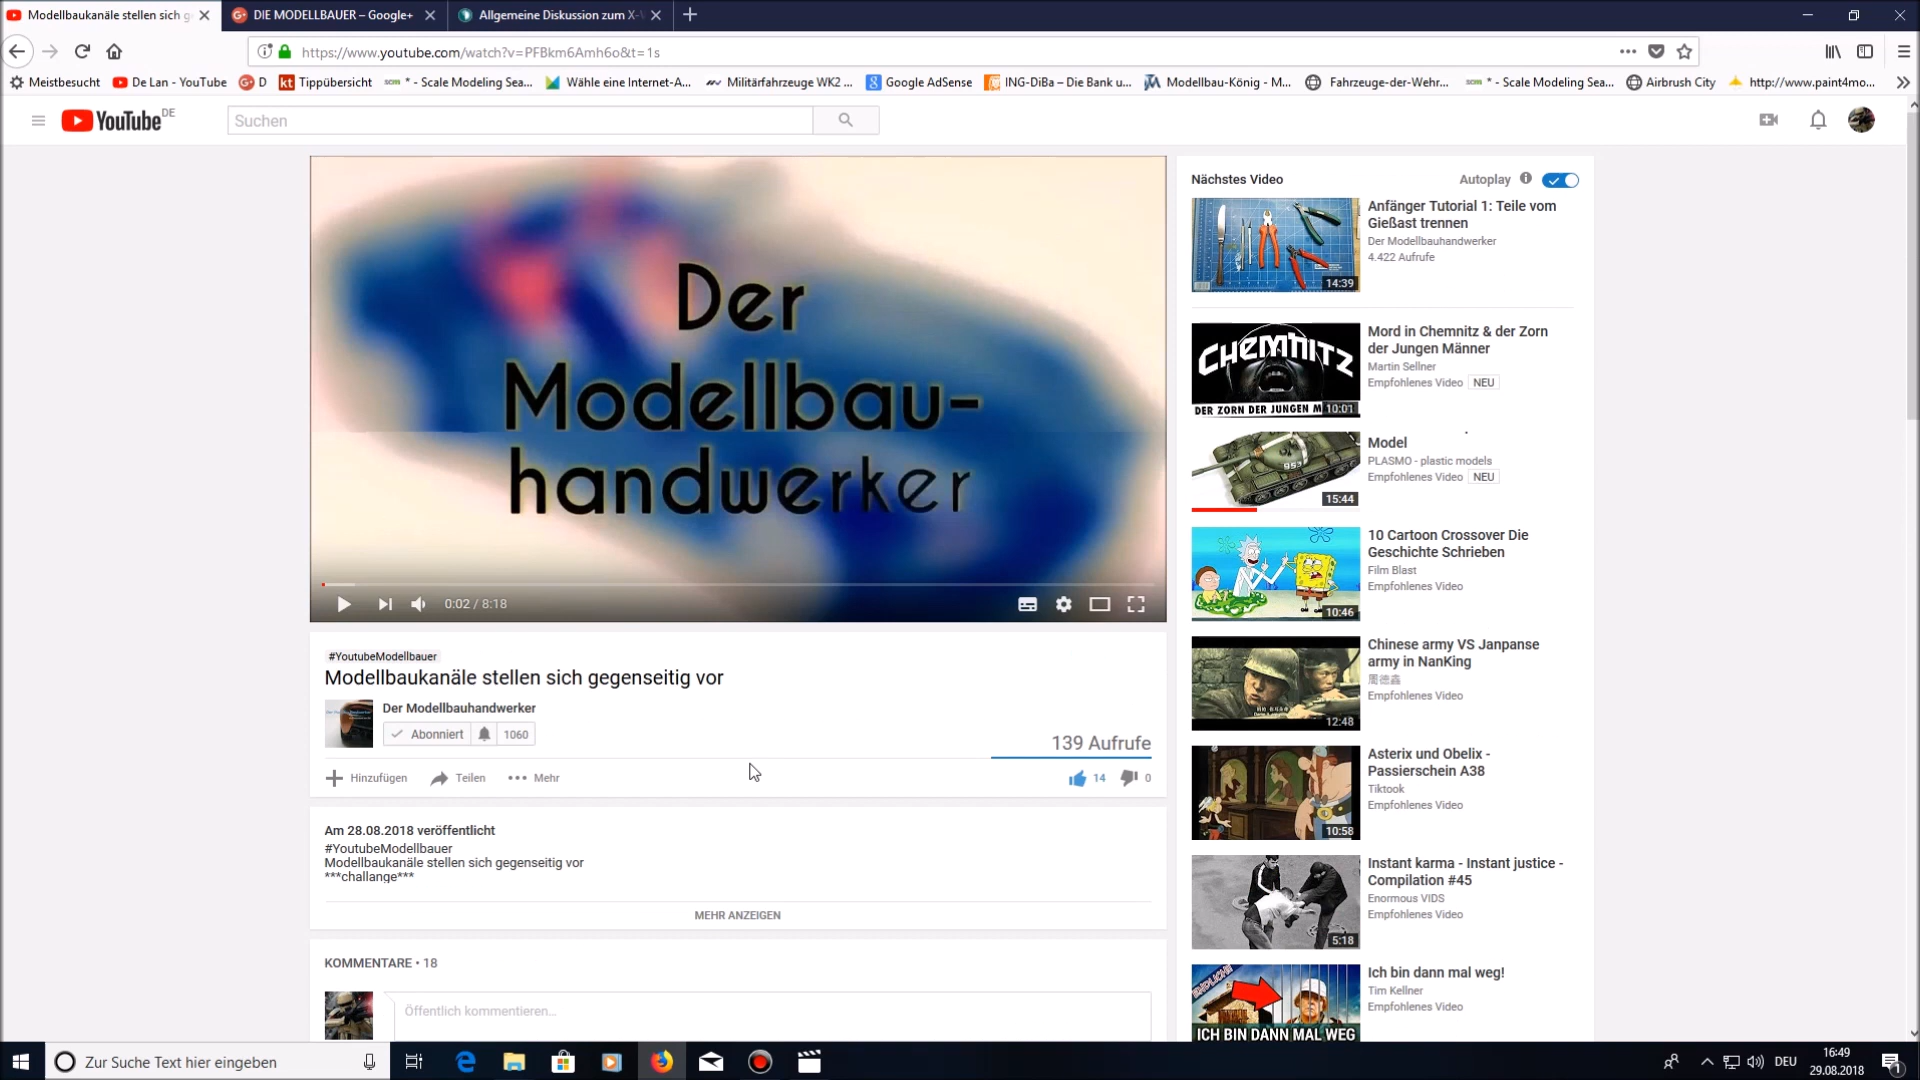 Modellbaukanäle stellen sich g
DIE MODELLBAUER – Google+
Allgemeine Diskussion zum X-
https://www.youtube.com/watch?v=PFBkm6Amh6o&t=1s
Meistbesucht
De Lan - YouTube
D
Tippübersicht
* - Scale Modeling Sea...
Wähle eine Internet-A...
Militärfahrzeuge WK2 ...
Google AdSense
ING-DiBa – Die Bank u...
Modellbau-König - M...
Fahrzeuge-der-Wehr...
* - Scale Modeling Sea...
Airbrush City
http://www.paint4mo...
YouTube DE
Suchen
Der
Modellbau-
handwerker
0:02 / 8:18
#YoutubeModellbauer
Modellbaukanäle stellen sich gegenseitig vor
Der Modellbauhandwerker
Abonniert 1060
139 Aufrufe
Hinzufügen Teilen Mehr
14 0
Am 28.08.2018 veröffentlicht
#YoutubeModellbauer
Modellbaukanäle stellen sich gegenseitig vor
***challange***
MEHR ANZEIGEN
KOMMENTARE • 18
Öffentlich kommentieren...
Nächstes Video
Autoplay
14:39
Anfänger Tutorial 1: Teile vom
Gießast trennen
Der Modellbauhandwerker
4.422 Aufrufe
CHEMNITZ
DER ZORN DER JUNGEN M
10:01
Mord in Chemnitz & der Zorn
der Jungen Männer
Martin Sellner
Empfohlenes Video NEU
953
15:44
Model
PLASMO - plastic models
Empfohlenes Video NEU
10:46
10 Cartoon Crossover Die
Geschichte Schrieben
Film Blast
Empfohlenes Video
12:48
Chinese army VS Janpanse
army in NanKing
周德鑫
Empfohlenes Video
10:58
Asterix und Obelix -
Passierschein A38
Tiktook
Empfohlenes Video
5:18
Instant karma - Instant justice -
Compilation #45
Enormous VIDS
Empfohlenes Video
ENDLICHE
ICH BIN DANN MAL WEG
Ich bin dann mal weg!
Tim Kellner
Empfohlenes Video
Zur Suche Text hier eingeben
DEU
16:49
29.08.2018
1